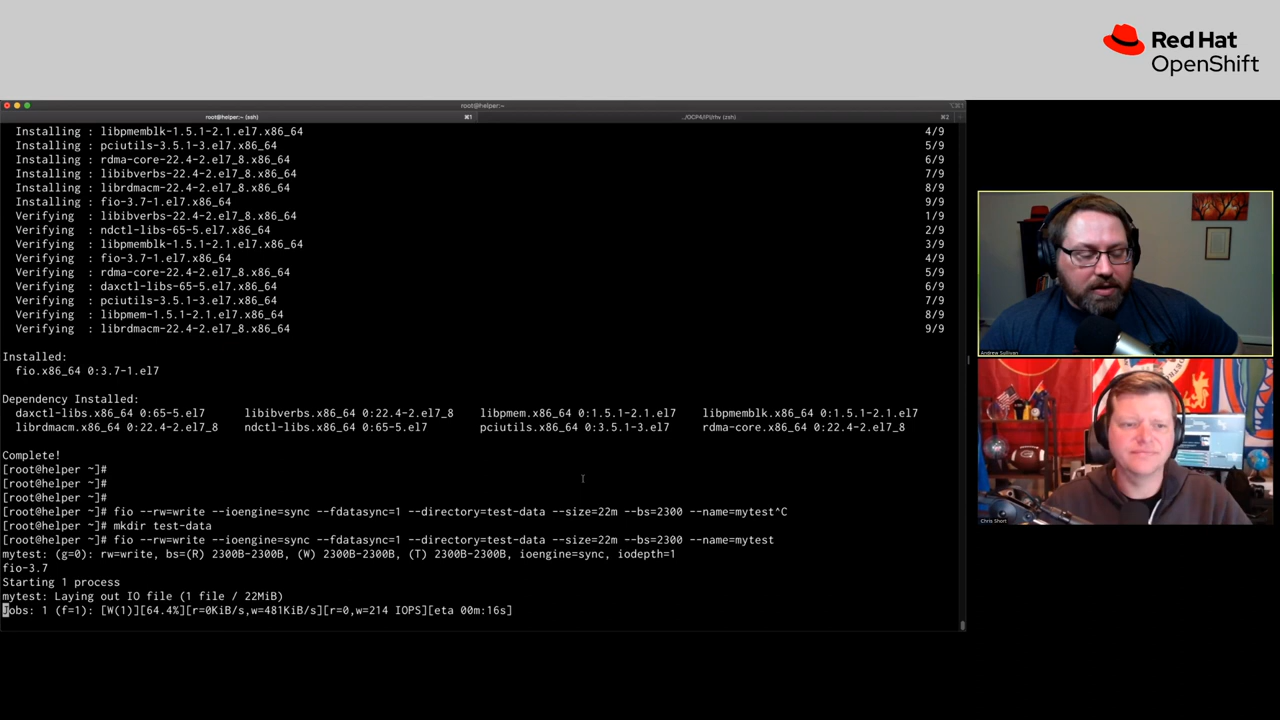 Red Hat
OpenShift
root@helper:~
⌥⌘1
root@helper:~ (zsh) ⌘1 ../OCP4/IPI/rhv (zsh) ⌘2
Installing : libpmemblk-1.5.1-2.1.el7.x86_64 4/9
Installing : pciutils-3.5.1-3.el7.x86_64 5/9
Installing : rdma-core-22.4-2.el7_8.x86_64 6/9
Installing : libibverbs-22.4-2.el7_8.x86_64 7/9
Installing : librdmacm-22.4-2.el7_8.x86_64 8/9
Installing : fio-3.7-1.el7.x86_64 9/9
Verifying : libibverbs-22.4-2.el7_8.x86_64 1/9
Verifying : ndctl-libs-65-5.el7.x86_64 2/9
Verifying : libpmemblk-1.5.1-2.1.el7.x86_64 3/9
Verifying : fio-3.7-1.el7.x86_64 4/9
Verifying : rdma-core-22.4-2.el7_8.x86_64 5/9
Verifying : daxctl-libs-65-5.el7.x86_64 6/9
Verifying : pciutils-3.5.1-3.el7.x86_64 7/9
Verifying : libpmem-1.5.1-2.1.el7.x86_64 8/9
Verifying : librdmacm-22.4-2.el7_8.x86_64 9/9
Installed:
fio.x86_64 0:3.7-1.el7
Dependency Installed:
daxctl-libs.x86_64 0:65-5.el7 libibverbs.x86_64 0:22.4-2.el7_8 libpmem.x86_64 0:1.5.1-2.1.el7 libpmemblk.x86_64 0:1.5.1-2.1.el7
librdmacm.x86_64 0:22.4-2.el7_8 ndctl-libs.x86_64 0:65-5.el7 pciutils.x86_64 0:3.5.1-3.el7 rdma-core.x86_64 0:22.4-2.el7_8
Complete!
[root@helper ~]#
[root@helper ~]#
[root@helper ~]#
[root@helper ~]# fio --rw=write --ioengine=sync --fdatasync=1 --directory=test-data --size=22m --bs=2300 --name=mytest^C
[root@helper ~]# mkdir test-data
[root@helper ~]# fio --rw=write --ioengine=sync --fdatasync=1 --directory=test-data --size=22m --bs=2300 --name=mytest
mytest: (g=0): rw=write, bs=(R) 2300B-2300B, (W) 2300B-2300B, (T) 2300B-2300B, ioengine=sync, iodepth=1
fio-3.7
Starting 1 process
mytest: Laying out IO file (1 file / 22MiB)
Jobs: 1 (f=1): [W(1)][64.4%][r=0KiB/s,w=481KiB/s][r=0,w=214 IOPS][eta 00m:16s]
Andrew Sullivan
Chris Short